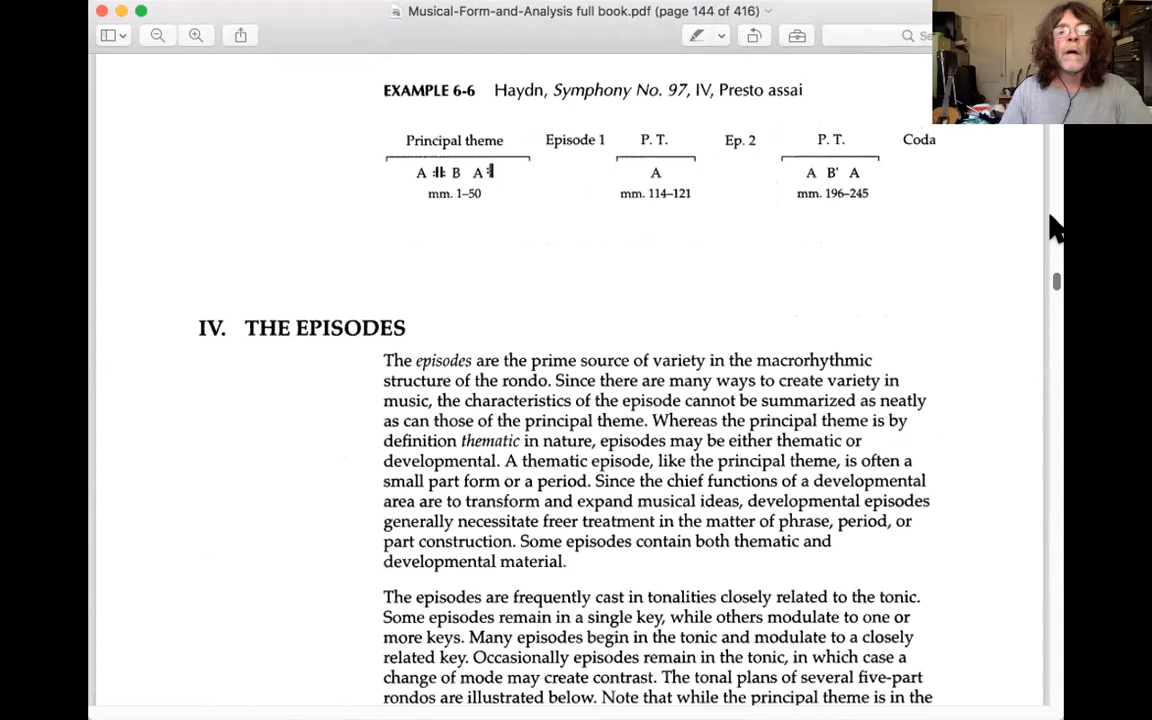 Musical-Form-and-Analysis full book.pdf (page 144 of 416)
EXAMPLE 6-6 Haydn, Symphony No. 97, IV, Presto assai
Principal theme Episode 1 P. T. Ep. 2 P. T. Coda
A :||: B A :|| A A B' A
mm. 1–50 mm. 114–121 mm. 196–245
IV. THE EPISODES
The episodes are the prime source of variety in the macrorhythmic
structure of the rondo. Since there are many ways to create variety in
music, the characteristics of the episode cannot be summarized as neatly
as can those of the principal theme. Whereas the principal theme is by
definition thematic in nature, episodes may be either thematic or
developmental. A thematic episode, like the principal theme, is often a
small part form or a period. Since the chief functions of a developmental
area are to transform and expand musical ideas, developmental episodes
generally necessitate freer treatment in the matter of phrase, period, or
part construction. Some episodes contain both thematic and
developmental material.
The episodes are frequently cast in tonalities closely related to the tonic.
Some episodes remain in a single key, while others modulate to one or
more keys. Many episodes begin in the tonic and modulate to a closely
related key. Occasionally episodes remain in the tonic, in which case a
change of mode may create contrast. The tonal plans of several five-part
rondos are illustrated below. Note that while the principal theme is in the